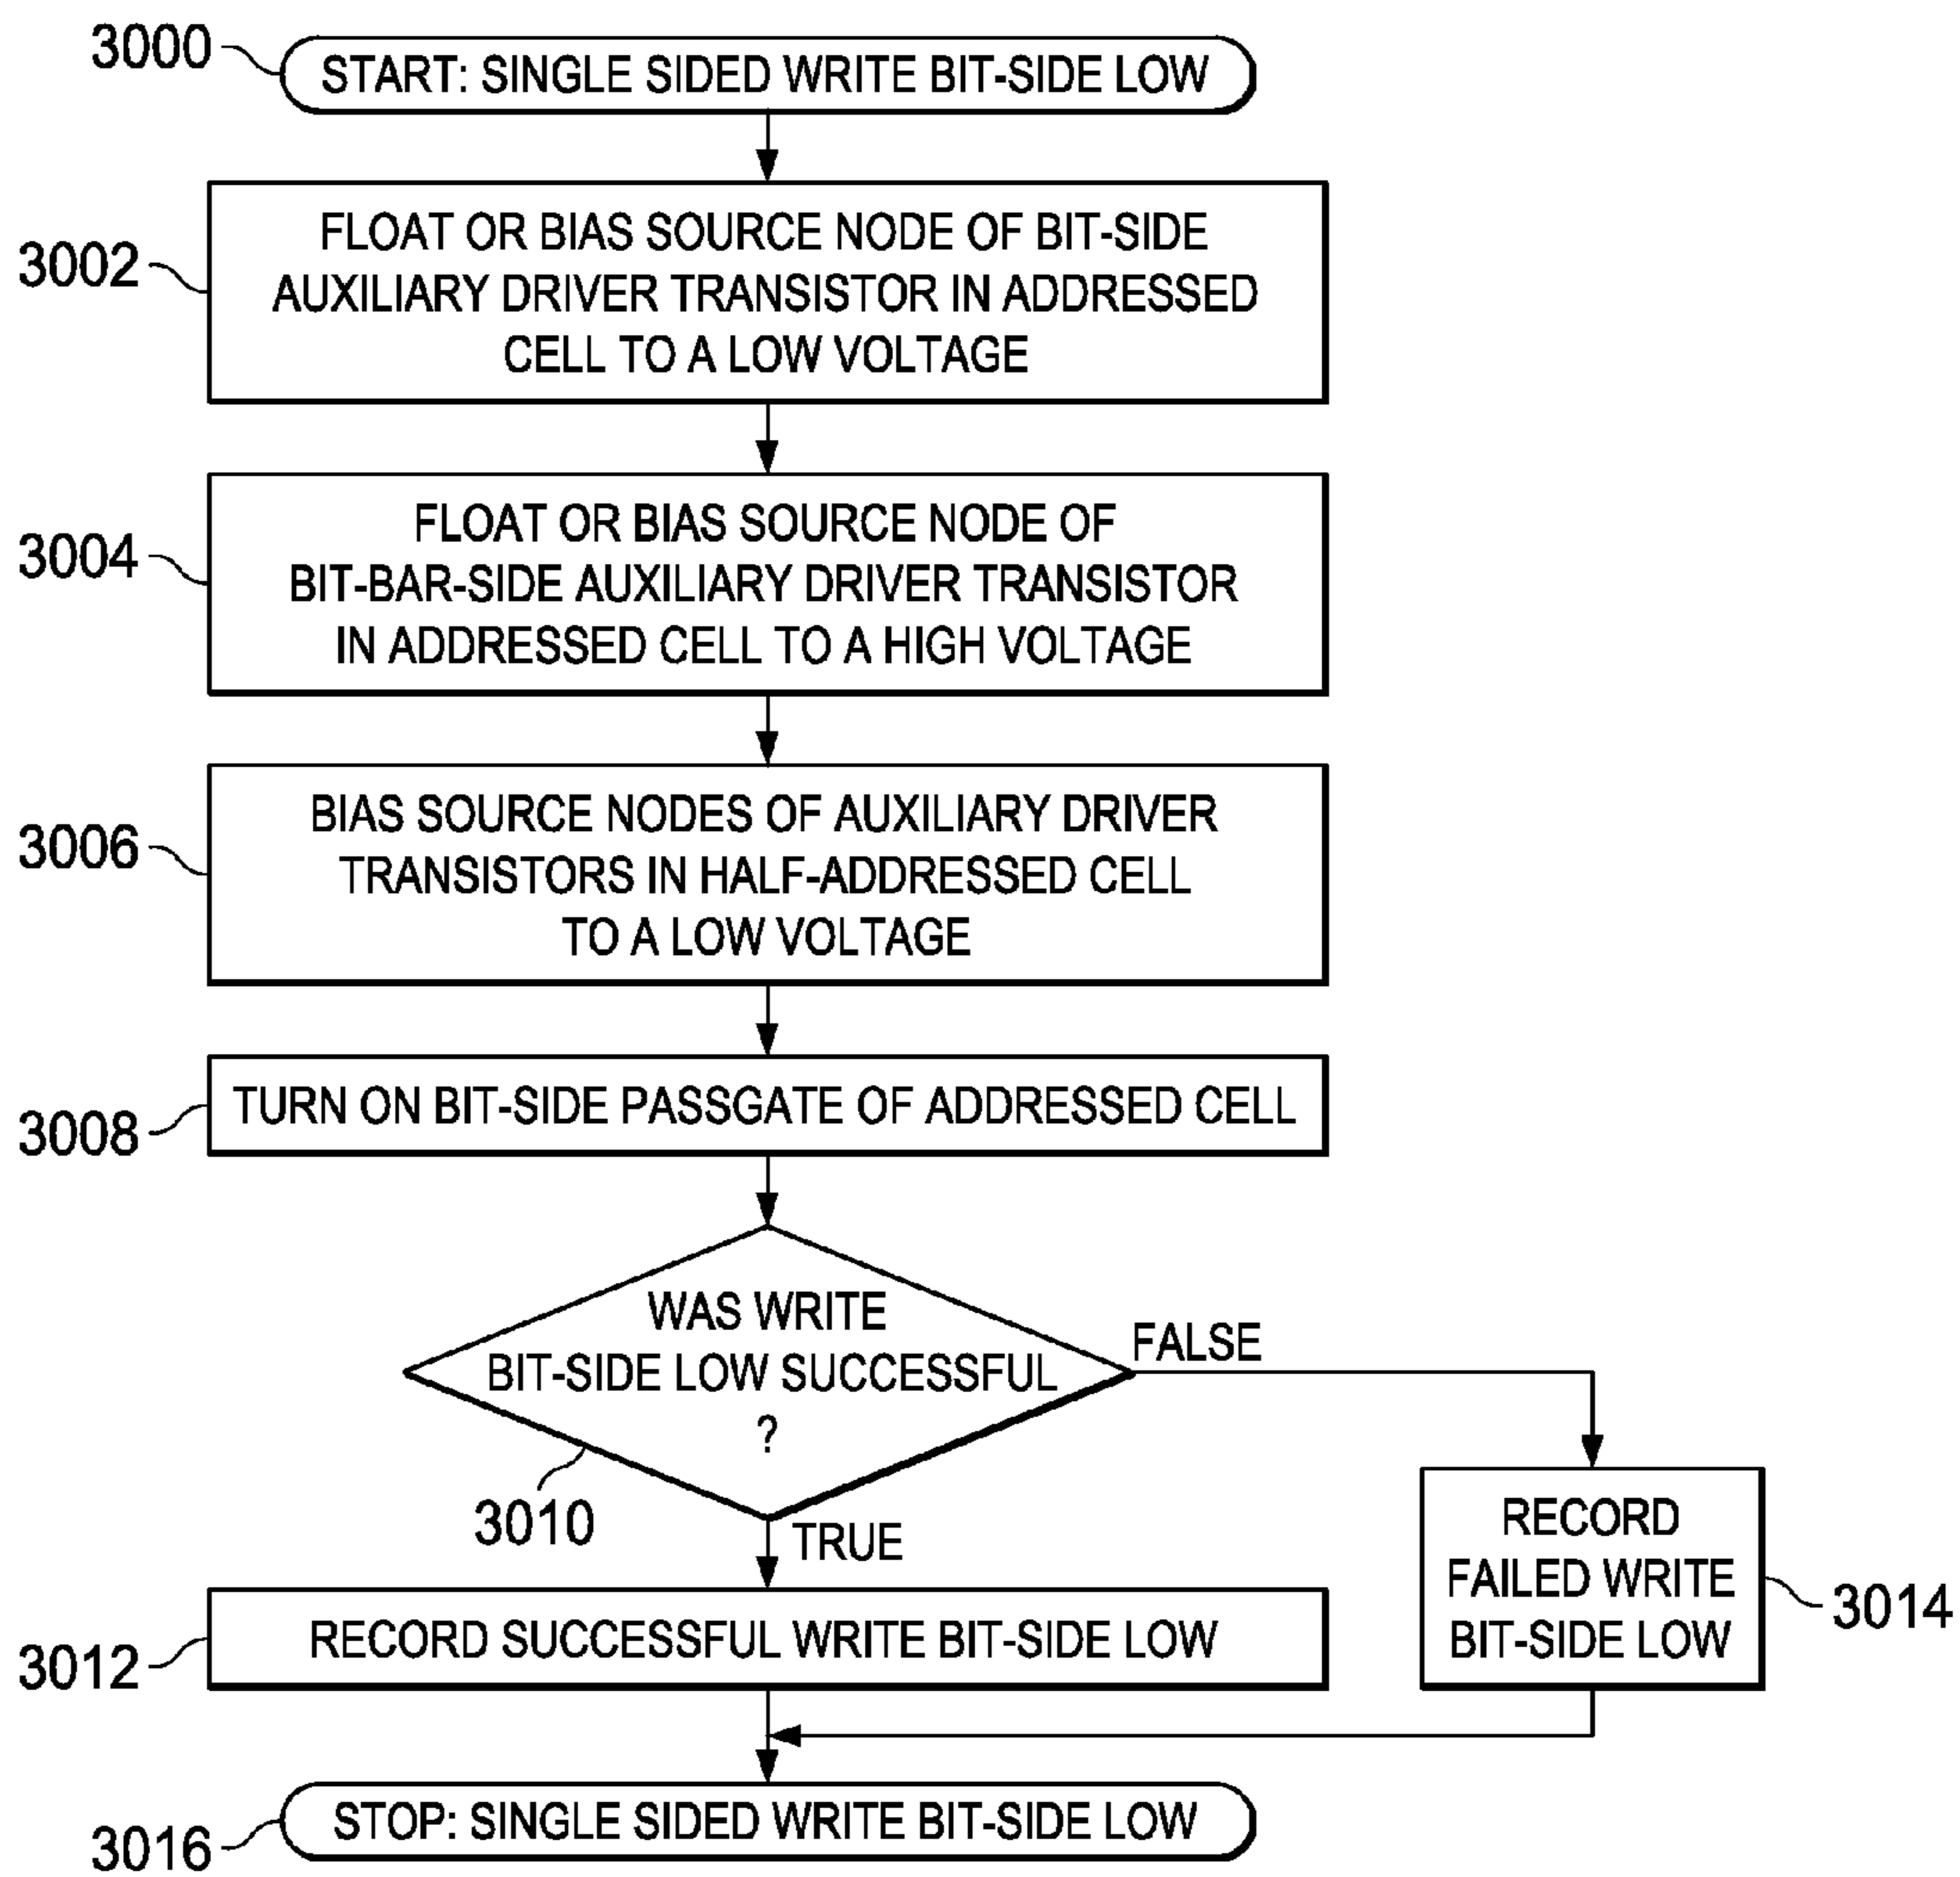 3000
START: SINGLE SIDED WRITE BIT-SIDE LOW
3002
FLOAT OR BIAS SOURCE NODE OF BIT-SIDE
AUXILIARY DRIVER TRANSISTOR IN ADDRESSED
CELL TO A LOW VOLTAGE
3004
FLOAT OR BIAS SOURCE NODE OF
BIT-BAR-SIDE AUXILIARY DRIVER TRANSISTOR
IN ADDRESSED CELL TO A HIGH VOLTAGE
3006
BIAS SOURCE NODES OF AUXILIARY DRIVER
TRANSISTORS IN HALF-ADDRESSED CELL
TO A LOW VOLTAGE
3008
TURN ON BIT-SIDE PASSGATE OF ADDRESSED CELL
WAS WRITE
BIT-SIDE LOW SUCCESSFUL
?
3010
FALSE
TRUE
RECORD
FAILED WRITE
BIT-SIDE LOW
3014
3012
RECORD SUCCESSFUL WRITE BIT-SIDE LOW
3016
STOP: SINGLE SIDED WRITE BIT-SIDE LOW